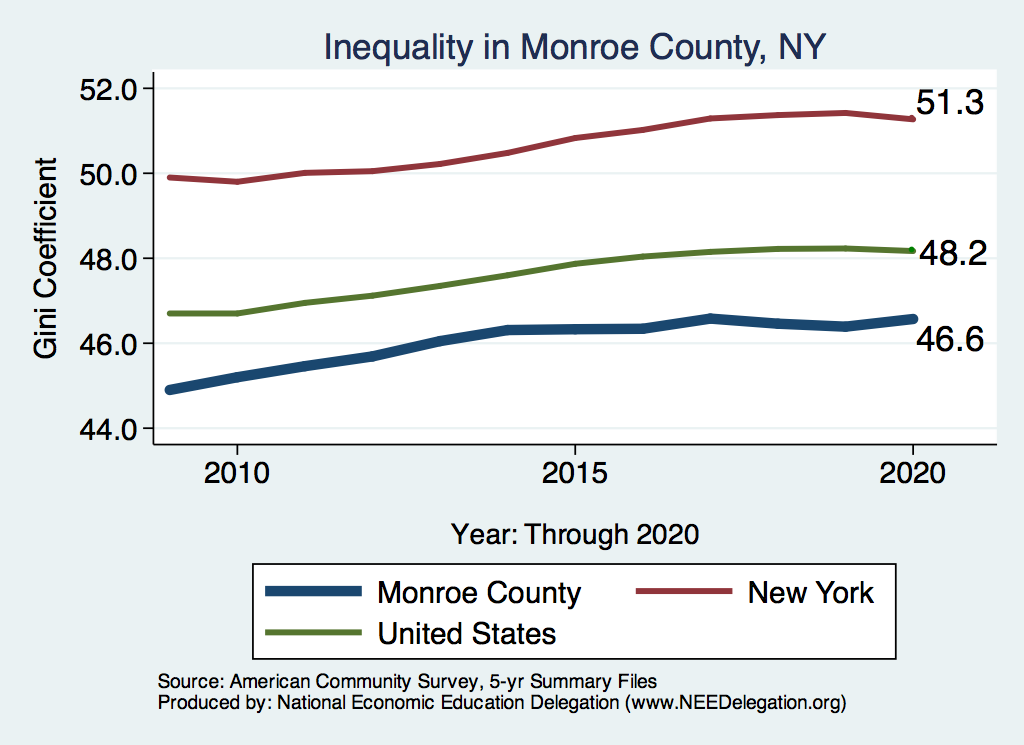 Inequality in Monroe County, NY
52.0
50.0
48.0
46.0
44.0
Gini Coefficient
51.3
48.2
46.6
2010 2015 2020
Year: Through 2020
Monroe County New York
United States
Source: American Community Survey, 5-yr Summary Files
Produced by: National Economic Education Delegation (www.NEEDelegation.org)